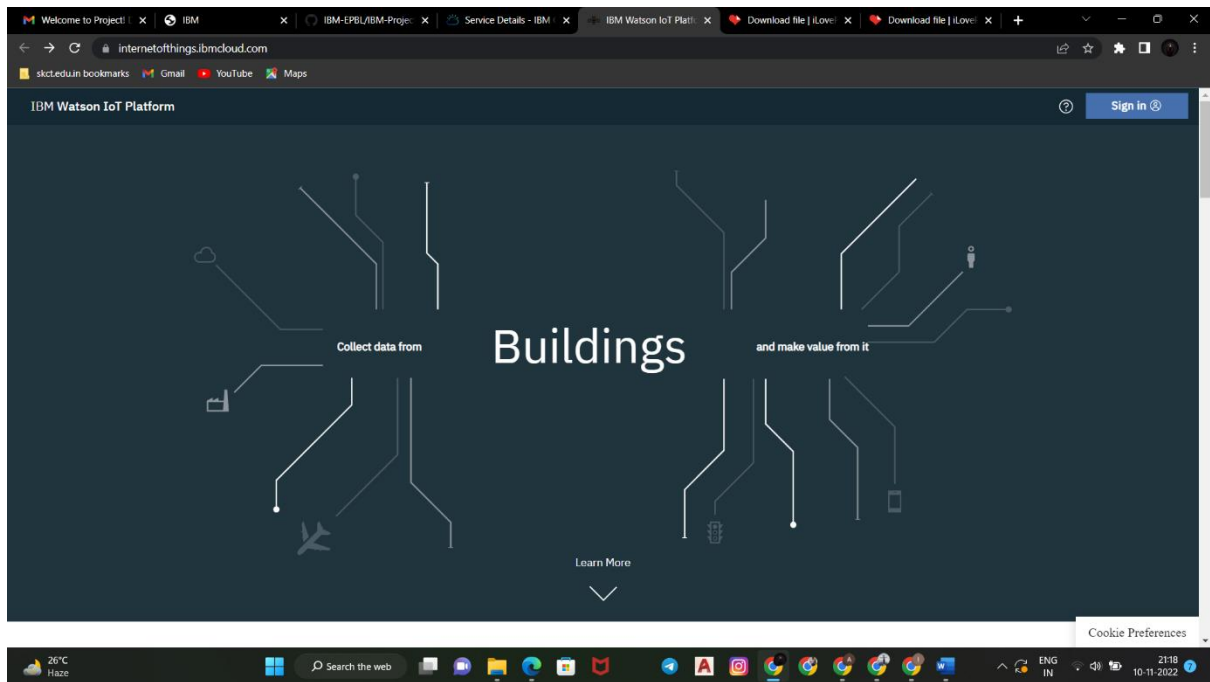 Welcome to Project! (
IBM
IBM-EPBL/IBM-Projec
Service Details - IBM
IBM Watson IoT Platfo
Download file | iLove
Download file | iLove
internetofthings.ibmcloud.com
skct.edu.in bookmarks
Gmail
YouTube
Maps
IBM Watson IoT Platform
Sign in
Collect data from
Buildings
and make value from it
Learn More
Cookie Preferences
26°C
Haze
Search the web
ENG
IN
21:18
10-11-2022